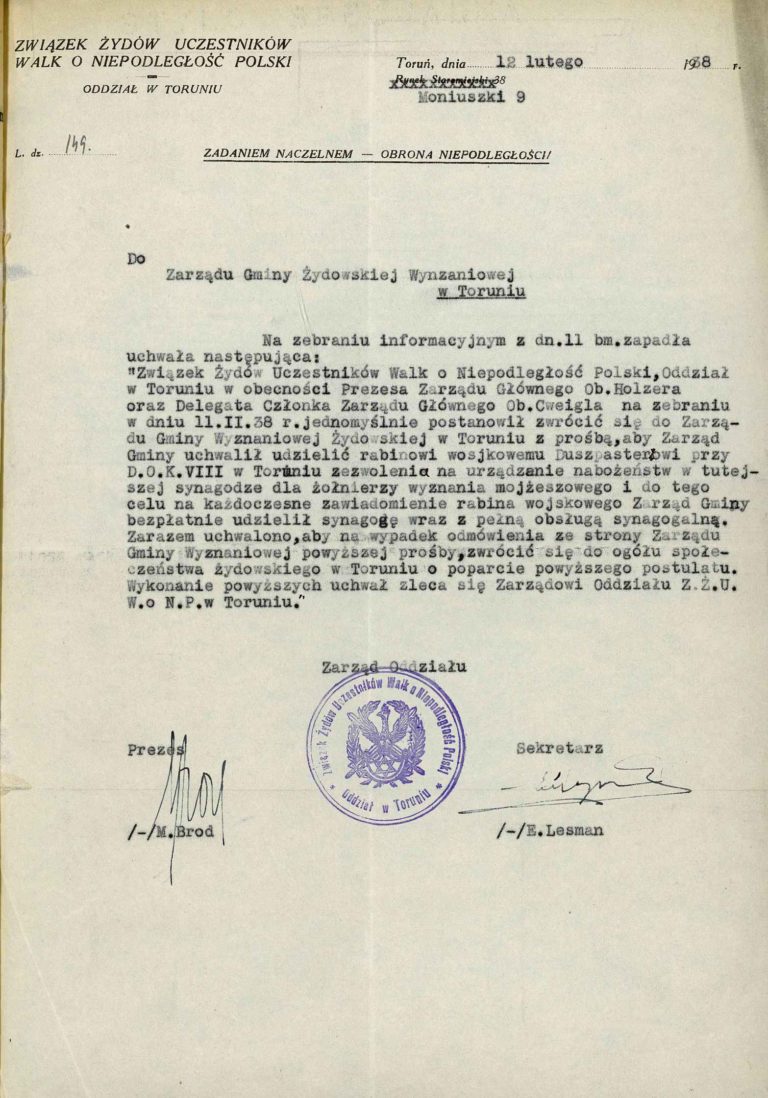 ZWIĄZEK ŻYDÓW UCZESTNIKÓW
WALK O NIEPODLEGŁOŚĆ POLSKI
ODDZIAŁ W TORUNIU
Toruń, dnia 12 lutego 1938 r.
Rynek Staromiejski 38
Moniuszki 9
L. dz. 149.
ZADANIEM NACZELNEM — OBRONA NIEPODLEGŁOŚCI!
Do
Zarządu Gminy Żydowskiej Wynzaniowej
w Toruniu
Na zebraniu informacyjnym z dn.11 bm.zapadła
uchwała następująca:
"Związek Żydów Uczestników Walk o Niepodległość Polski,Oddział
w Toruniu w obecności Prezesa Zarządu Głównego Ob.Holzera
oraz Delegata Członka Zarządu Głównego Ob.Cweigla na zebraniu
w dniu 11.II.38 r.jednomyślnie postanowił zwrócić się do Zarzą-
du Gminy Wyznaniowej Żydowskiej w Toruniu z prośbą,aby Zarząd
Gminy uchwalił udzielić rabinowi wosjkowemu Duszpasterbwi przy
D.O.K.VIII w Toruniu zezwolenia na urządzanie nabożeństw w tutej-
szej synagodze dla żołnierzy wyznania mojżeszowego i do tego
celu na każdoczesne zawiadomienie rabina wojskowego Zarząd Gminy
bezpłatnie udzielił synagogę wraz z pełną obsługą synagogalną.
Zarazem uchwalono,aby na wypadek odmówienia ze strony Zarządu
Gminy Wyznaniowej powyższej prośby,zwrócić się do ogółu społe-
czeństwa żydowskiego w Toruniu o poparcie powyższego postulatu.
Wykonanie powyższych uchwał zleca się Zarządowi Oddziału Z.Ż.U.
W.o N.P.w Toruniu."
Zarząd Oddziału
Związek Żydów Uczestników Walk o Niepodległość Polski
* Oddział w Toruniu *
Prezes
Sekretarz
/-/M.Brod
/-/E.Lesman